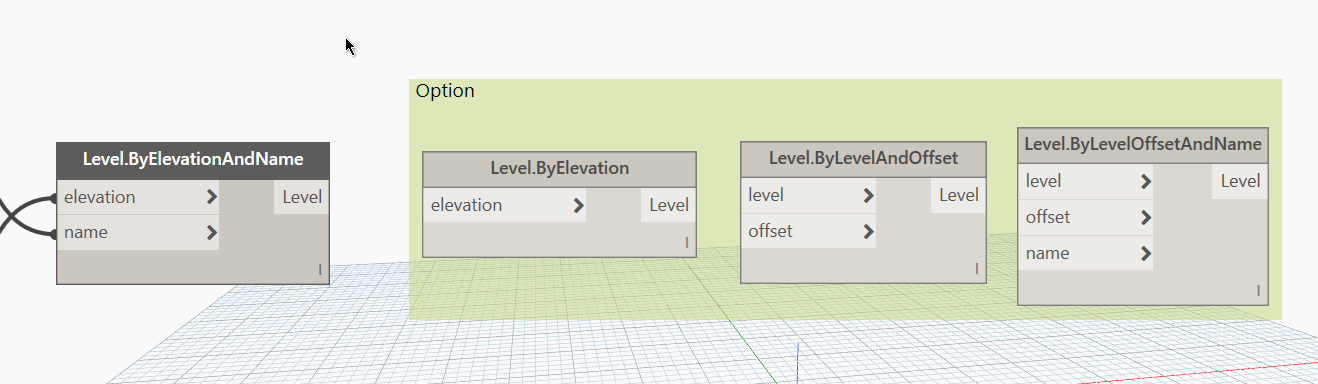 Option
Level.ByElevationAndName
elevation
Level
name
l
Level.ByElevation
elevation
Level
l
Level.ByLevelAndOffset
level
Level
offset
l
Level.ByLevelOffsetAndName
level
Level
offset
name
l